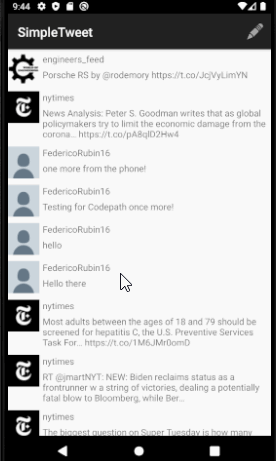 9:44
SimpleTweet
engineers_feed
Porsche RS by @rodemory https://t.co/JcjVyLimYN
nytimes
News Analysis: Peter S. Goodman writes that as global
policymakers try to limit the economic damage from the
corona... https://t.co/pA8qlD2Hw4
FedericoRubin16
one more from the phone!
FedericoRubin16
Testing for Codepath once more!
FedericoRubin16
hello
FedericoRubin16
Hello there
nytimes
Most adults between the ages of 18 and 79 should be
screened for hepatitis C, the U.S. Preventive Services
Task For... https://t.co/1M6JMr0omD
nytimes
RT @jmartNYT: NEW: Biden reclaims status as a
frontrunner w a string of victories, dealing a potentially
fatal blow to Bloomberg, while Ber...
nytimes
The biggest question on Super Tuesday is how many